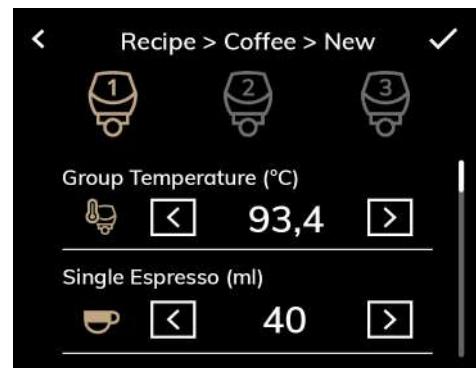 Recipe > Coffee > New
1 2 3
Group Temperature (°C)
93,4
Single Espresso (ml)
40